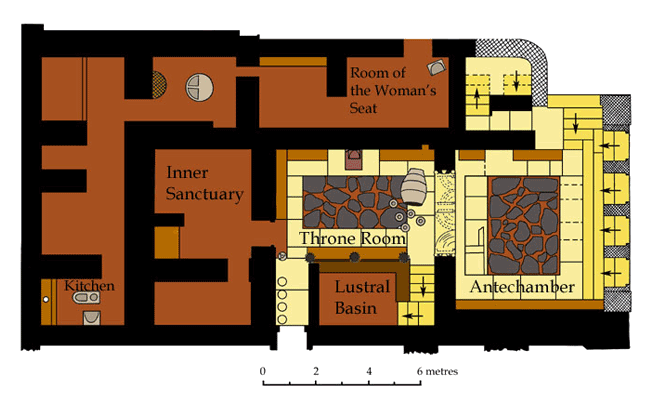 Room of
the Woman's
Seat
Inner
Sanctuary
Throne Room
Kitchen
Lustral
Basin
Antechamber
0 2 4 6 metres